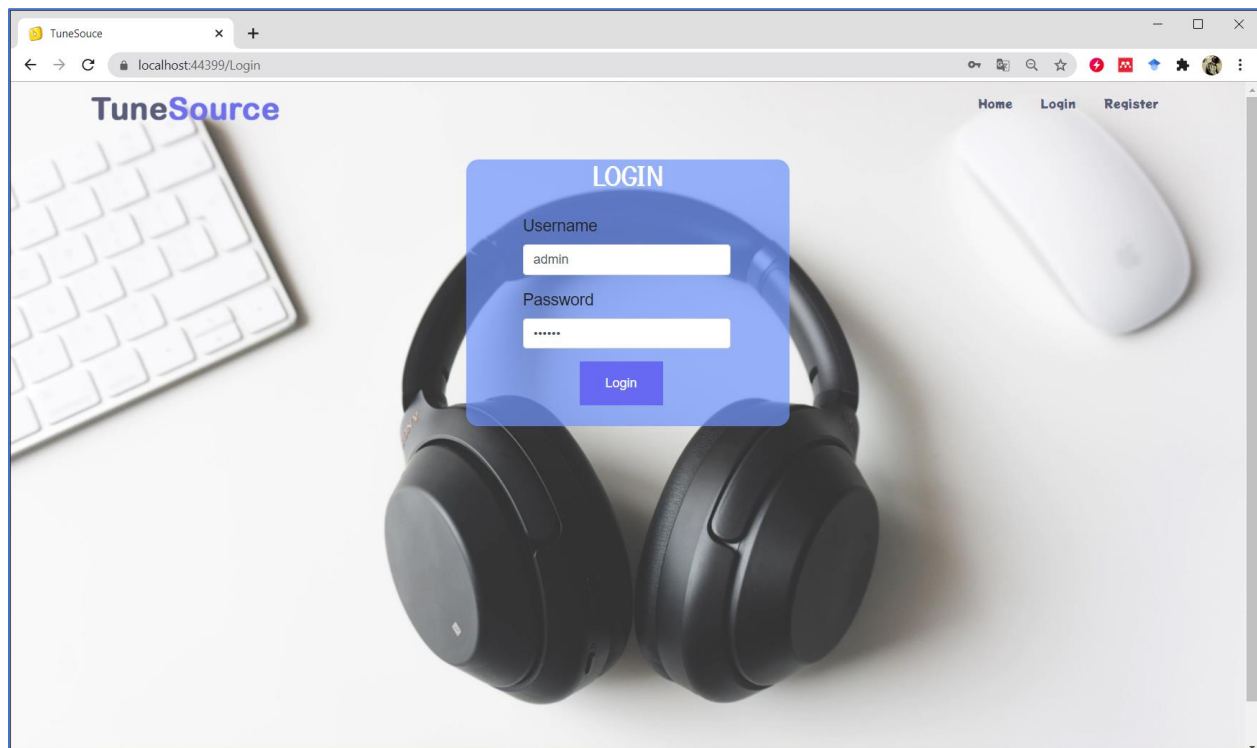 TuneSouce
localhost:44399/Login
TuneSource
Home Login Register
LOGIN
Username
admin
Password
••••••
Login